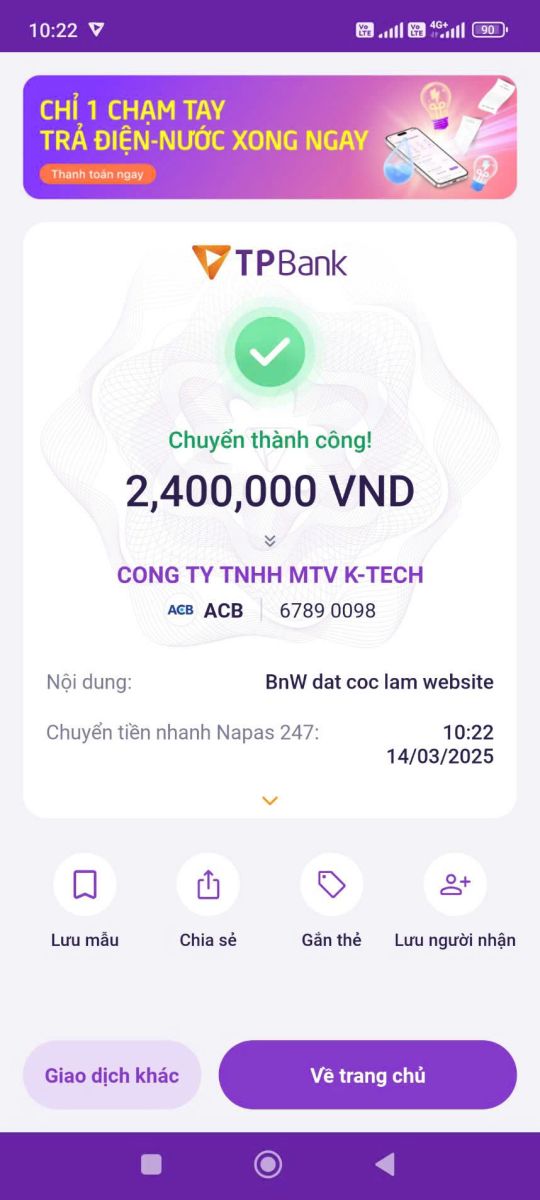 10:22
Vo LTE
Vo LTE
4G+
90
CHỈ 1 CHẠM TAY
TRẢ ĐIỆN-NƯỚC XONG NGAY
Thanh toán ngay
TPBank
Chuyển thành công!
2,400,000 VND
CONG TY TNHH MTV K-TECH
ACB ACB | 6789 0098
Nội dung: BnW dat coc lam website
Chuyển tiền nhanh Napas 247: 10:22
14/03/2025
Lưu mẫu Chia sẻ Gắn thẻ Lưu người nhận
Giao dịch khác Về trang chủ